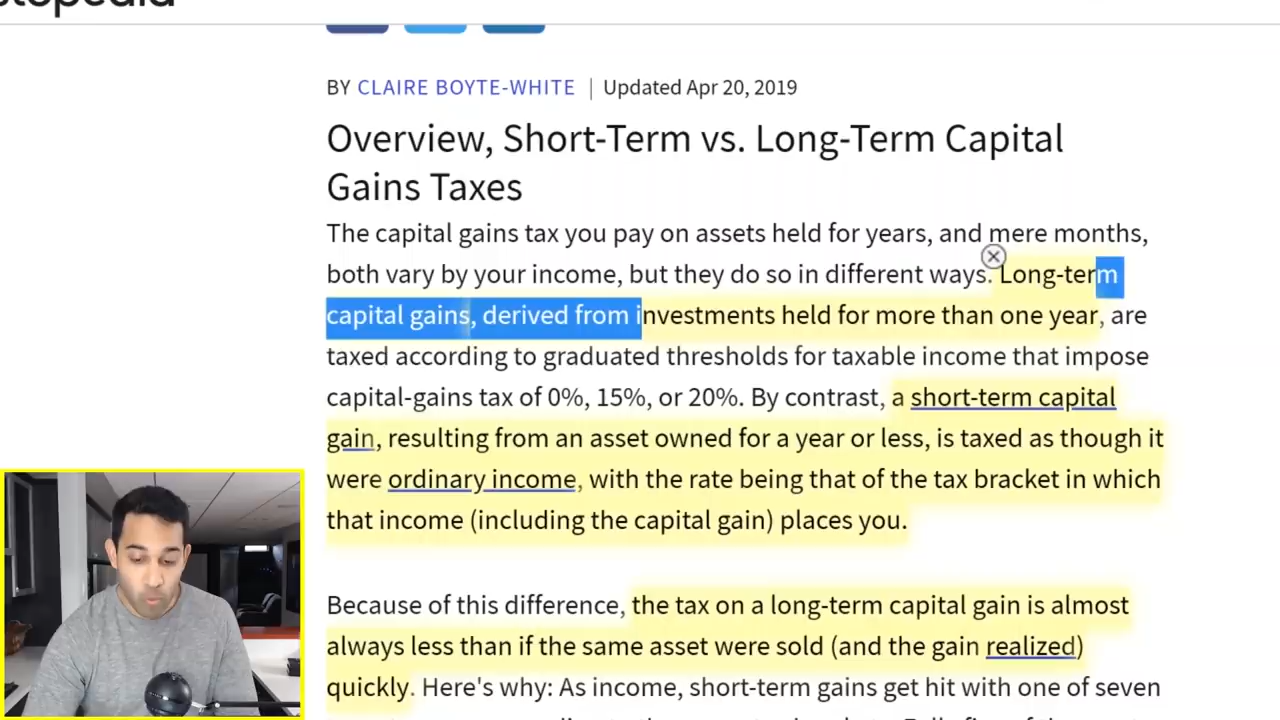 BY CLAIRE BOYTE-WHITE | Updated Apr 20, 2019
Overview, Short-Term vs. Long-Term Capital
Gains Taxes
The capital gains tax you pay on assets held for years, and mere months,
both vary by your income, but they do so in different ways. Long-term
capital gains, derived from investments held for more than one year, are
taxed according to graduated thresholds for taxable income that impose
capital-gains tax of 0%, 15%, or 20%. By contrast, a short-term capital
gain, resulting from an asset owned for a year or less, is taxed as though it
were ordinary income, with the rate being that of the tax bracket in which
that income (including the capital gain) places you.
Because of this difference, the tax on a long-term capital gain is almost
always less than if the same asset were sold (and the gain realized)
quickly. Here's why: As income, short-term gains get hit with one of seven